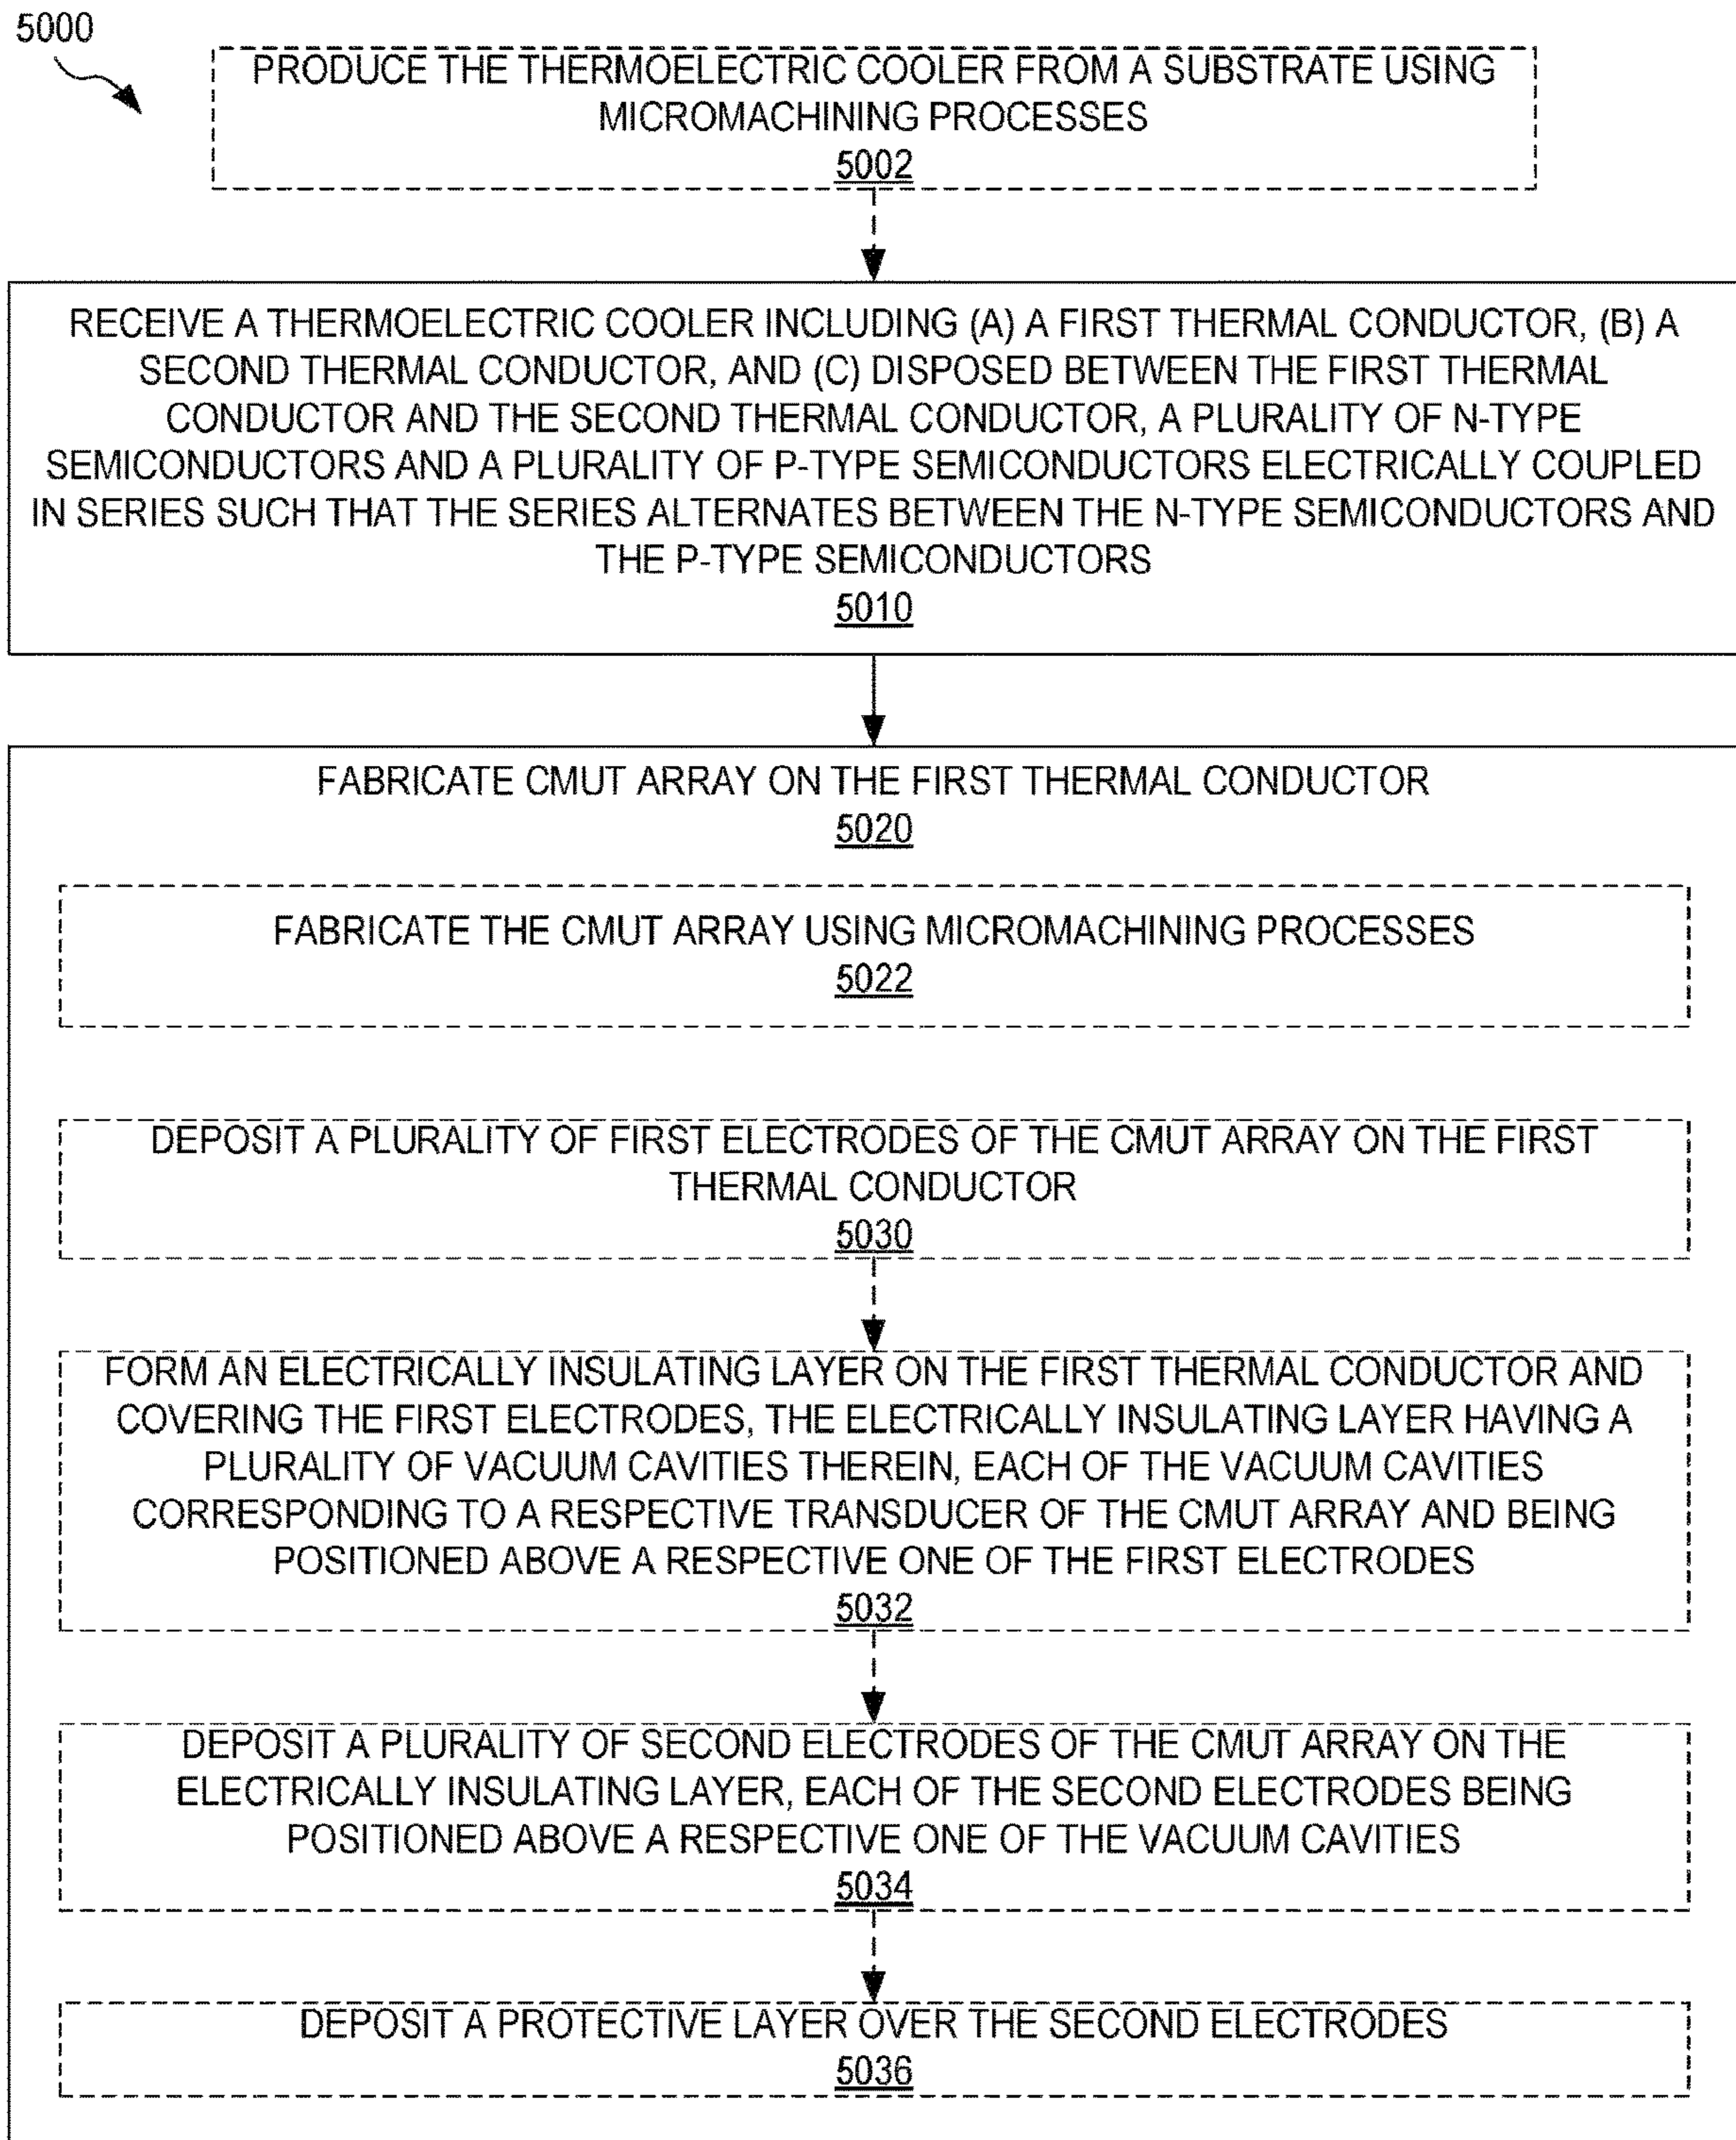 5000
PRODUCE THE THERMOELECTRIC COOLER FROM A SUBSTRATE USING
MICROMACHINING PROCESSES
5002
RECEIVE A THERMOELECTRIC COOLER INCLUDING (A) A FIRST THERMAL CONDUCTOR, (B) A
SECOND THERMAL CONDUCTOR, AND (C) DISPOSED BETWEEN THE FIRST THERMAL
CONDUCTOR AND THE SECOND THERMAL CONDUCTOR, A PLURALITY OF N-TYPE
SEMICONDUCTORS AND A PLURALITY OF P-TYPE SEMICONDUCTORS ELECTRICALLY COUPLED
IN SERIES SUCH THAT THE SERIES ALTERNATES BETWEEN THE N-TYPE SEMICONDUCTORS AND
THE P-TYPE SEMICONDUCTORS
5010
FABRICATE CMUT ARRAY ON THE FIRST THERMAL CONDUCTOR
5020
FABRICATE THE CMUT ARRAY USING MICROMACHINING PROCESSES
5022
DEPOSIT A PLURALITY OF FIRST ELECTRODES OF THE CMUT ARRAY ON THE FIRST
THERMAL CONDUCTOR
5030
FORM AN ELECTRICALLY INSULATING LAYER ON THE FIRST THERMAL CONDUCTOR AND
COVERING THE FIRST ELECTRODES, THE ELECTRICALLY INSULATING LAYER HAVING A
PLURALITY OF VACUUM CAVITIES THEREIN, EACH OF THE VACUUM CAVITIES
CORRESPONDING TO A RESPECTIVE TRANSDUCER OF THE CMUT ARRAY AND BEING
POSITIONED ABOVE A RESPECTIVE ONE OF THE FIRST ELECTRODES
5032
DEPOSIT A PLURALITY OF SECOND ELECTRODES OF THE CMUT ARRAY ON THE
ELECTRICALLY INSULATING LAYER, EACH OF THE SECOND ELECTRODES BEING
POSITIONED ABOVE A RESPECTIVE ONE OF THE VACUUM CAVITIES
5034
DEPOSIT A PROTECTIVE LAYER OVER THE SECOND ELECTRODES
5036